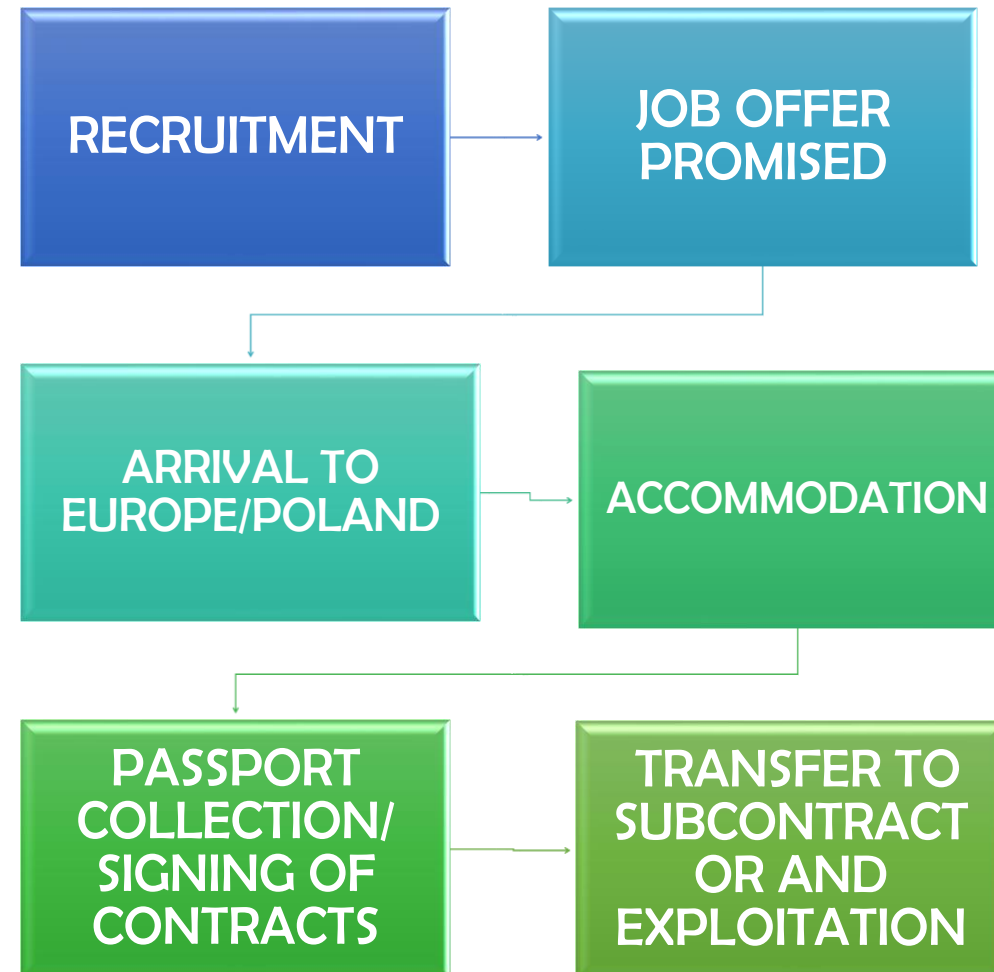 RECRUITMENT
JOB OFFER
PROMISED
ARRIVAL TO
EUROPE/POLAND
ACCOMMODATION
PASSPORT
COLLECTION/
SIGNING OF
CONTRACTS
TRANSFER TO
SUBCONTRACT
OR AND
EXPLOITATION